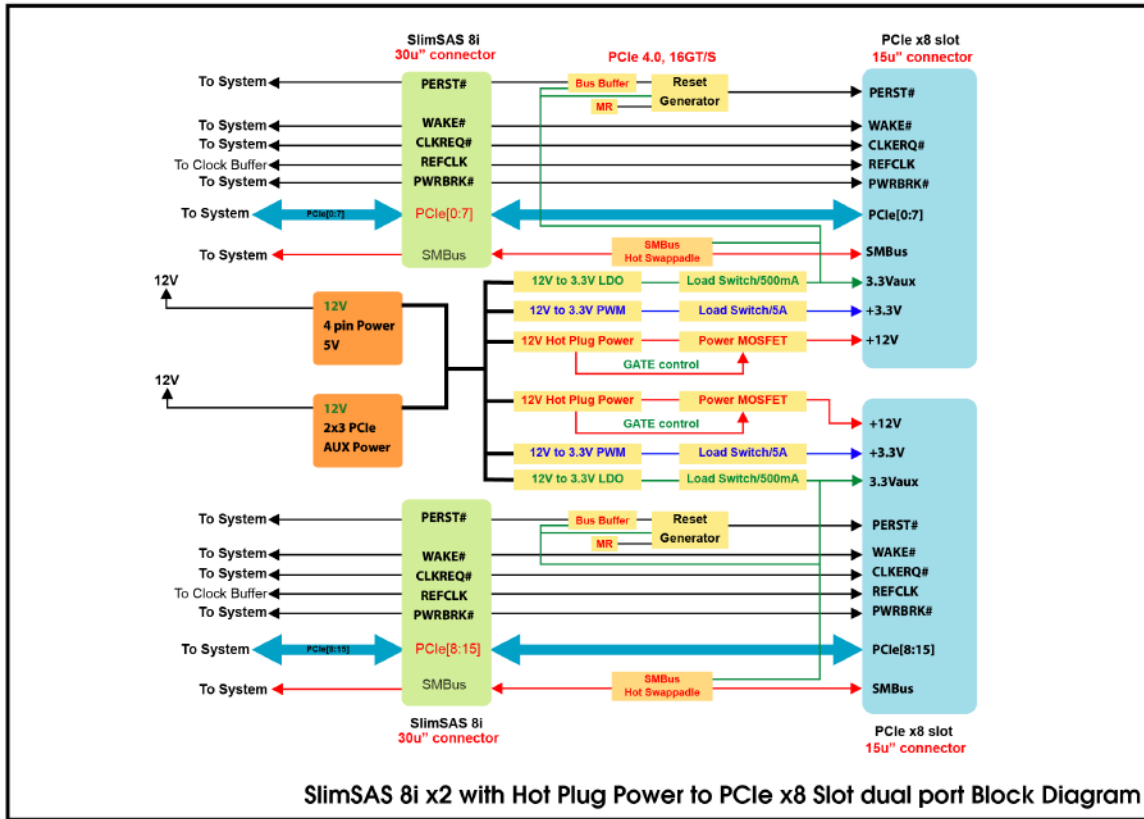 SlimSAS 8i
30u" connector
PCIe 4.0, 16GT/S
PCIe x8 slot
15u" connector
To System
PERST#
Bus Buffer
MR
Reset
Generator
PERST#
To System
WAKE#
WAKE#
To System
CLKREQ#
CLKERQ#
To Clock Buffer
REFCLK
REFCLK
To System
PWRBRK#
PWRBRK#
To System
PCIe[0:7]
PCIe[0:7]
PCIe[0:7]
To System
SMBus
SMBus
Hot Swappadle
SMBus
12V
12V
4 pin Power
5V
12V to 3.3V LDO
Load Switch/500mA
3.3Vaux
12V to 3.3V PWM
Load Switch/5A
+3.3V
12V Hot Plug Power
Power MOSFET
+12V
GATE control
12V
12V
2x3 PCIe
AUX Power
12V Hot Plug Power
Power MOSFET
+12V
GATE control
12V to 3.3V PWM
Load Switch/5A
+3.3V
12V to 3.3V LDO
Load Switch/500mA
3.3Vaux
To System
PERST#
Bus Buffer
MR
Reset
Generator
PERST#
To System
WAKE#
WAKE#
To System
CLKREQ#
CLKERQ#
To Clock Buffer
REFCLK
REFCLK
To System
PWRBRK#
PWRBRK#
To System
PCIe[8:15]
PCIe[8:15]
PCIe[8:15]
To System
SMBus
SMBus
Hot Swappadle
SMBus
SlimSAS 8i
30u" connector
PCIe x8 slot
15u" connector
SlimSAS 8i x2 with Hot Plug Power to PCIe x8 Slot dual port Block Diagram